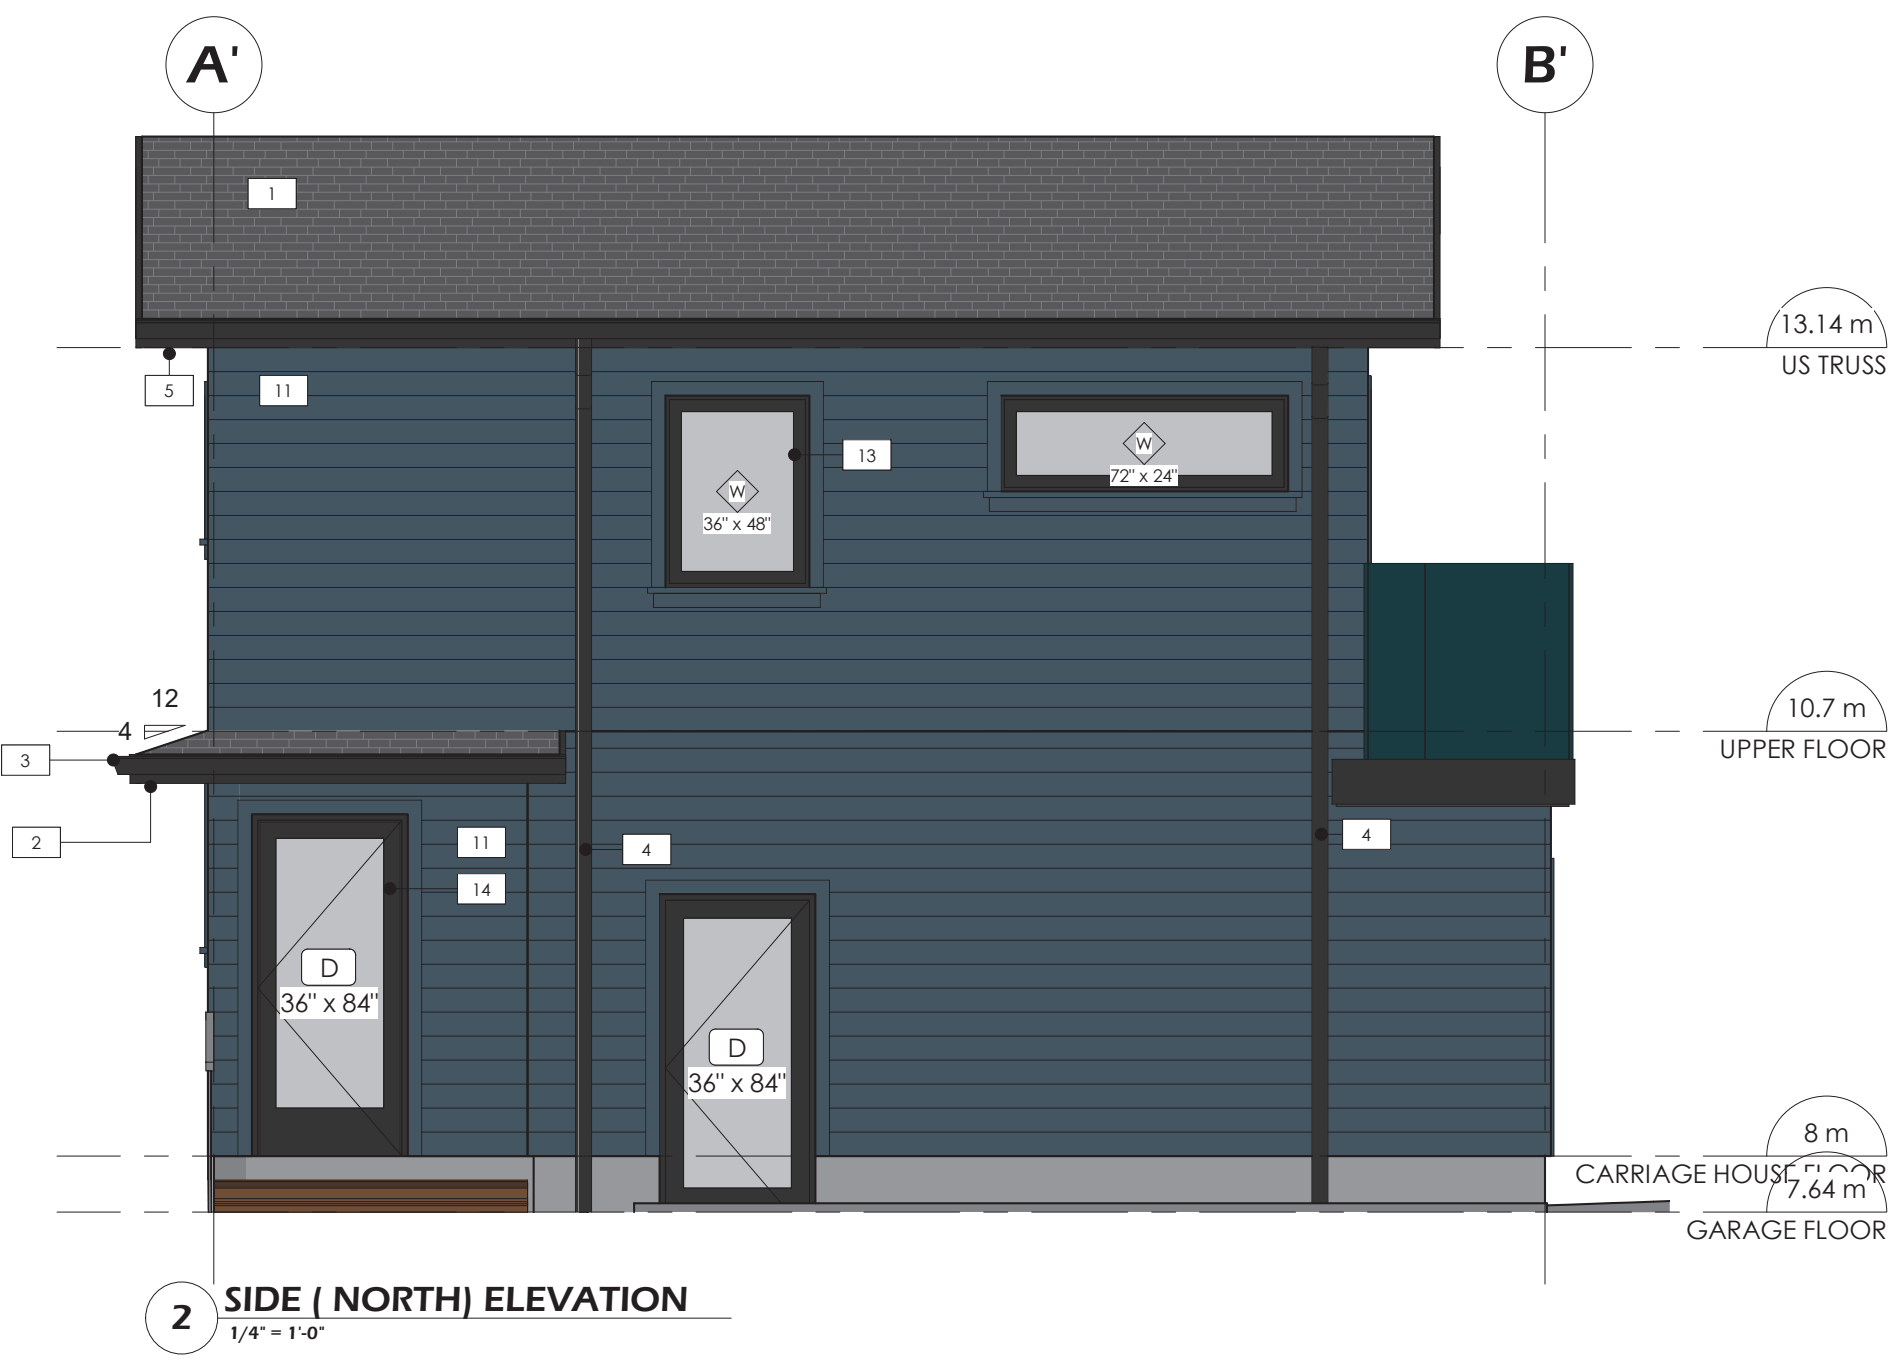 A'
B'
1
13.14 m
US TRUSS
5
11
13
W
72" x 24"
W
36" x 48"
12
4
10.7 m
UPPER FLOOR
3
2
11
4
4
14
D
36" x 84"
D
36" x 84"
8 m
CARRIAGE HOUSE FLOOR
7.64 m
GARAGE FLOOR
2
SIDE ( NORTH) ELEVATION
1/4" = 1'-0"